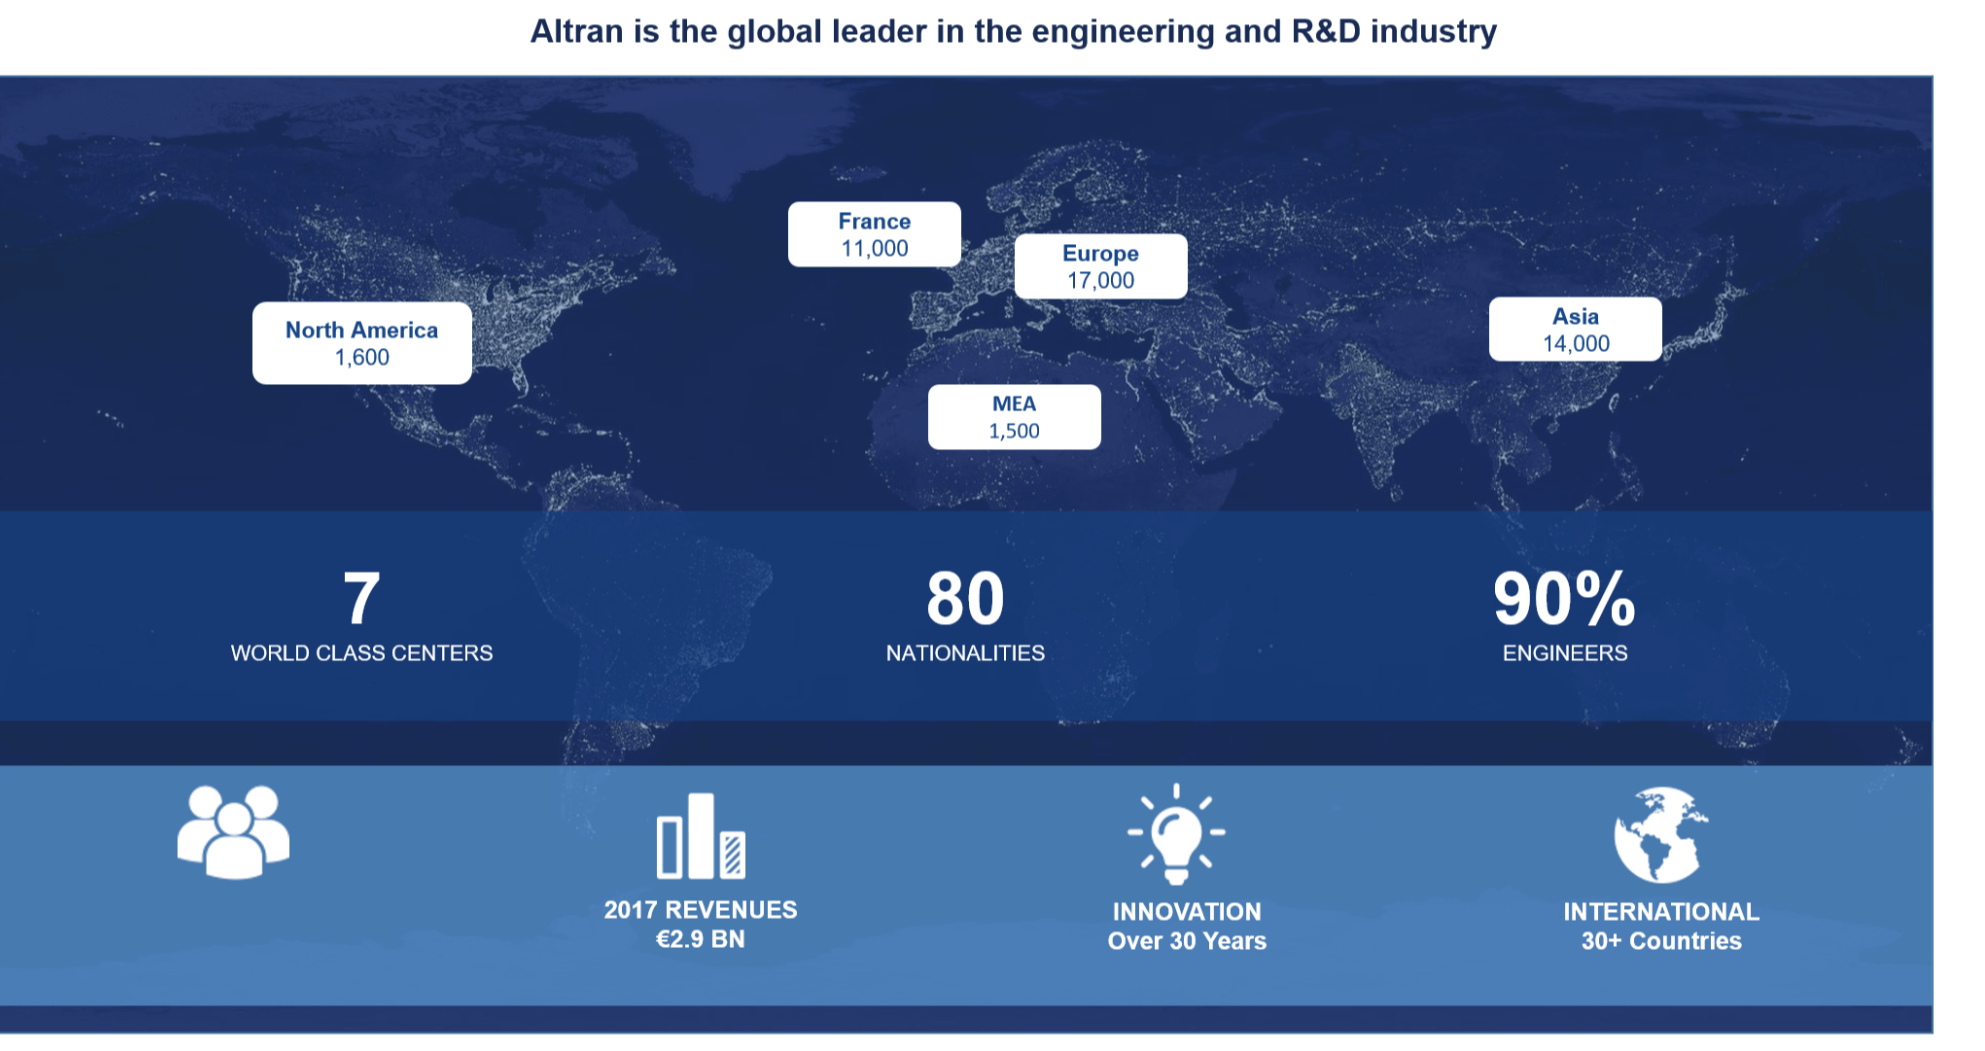 Altran is the global leader in the engineering and R&D industry
France
11,000
Europe
17,000
North America
1,600
Asia
14,000
MEA
1,500
7
WORLD CLASS CENTERS
80
NATIONALITIES
90%
ENGINEERS
2017 REVENUES
€2.9 BN
INNOVATION
Over 30 Years
INTERNATIONAL
30+ Countries